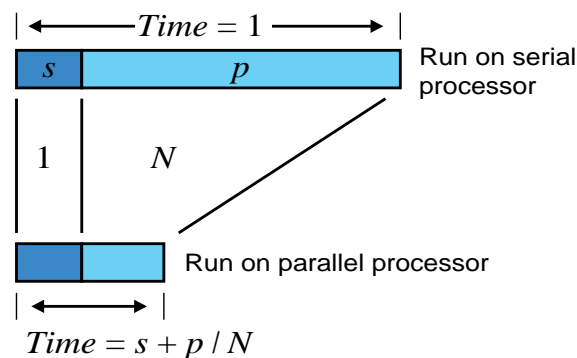 Time = 1
s p
Run on serial
processor
1 N
Run on parallel processor
Time = s + p / N